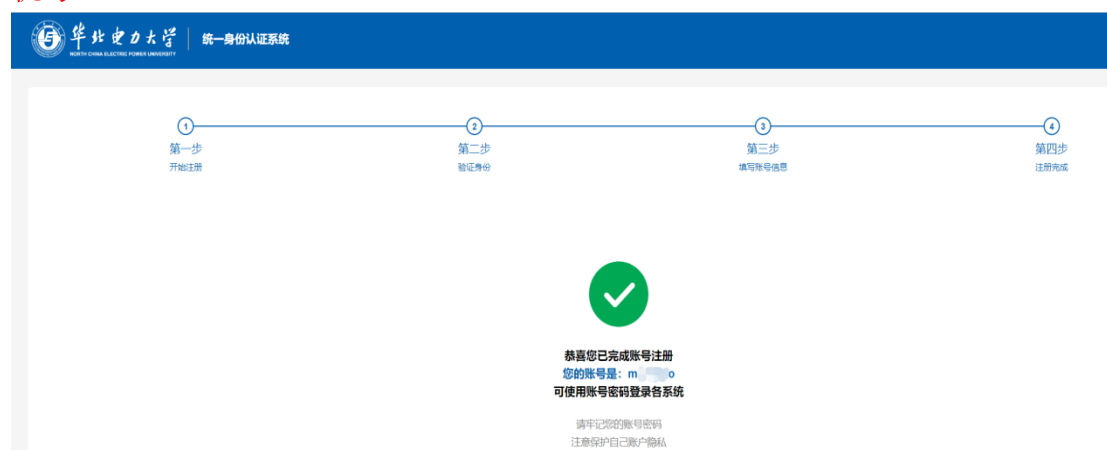 华北电力大学
NORTH CHINA ELECTRIC POWER UNIVERSITY
统一身份认证系统
1
2
3
4
第一步
第二步
第三步
第四步
开始注册
验证身份
填写账号信息
注册完成
恭喜您已完成账号注册
您的账号是：m o
可使用账号密码登录各系统
请牢记您的账号密码
注意保护自己账户隐私